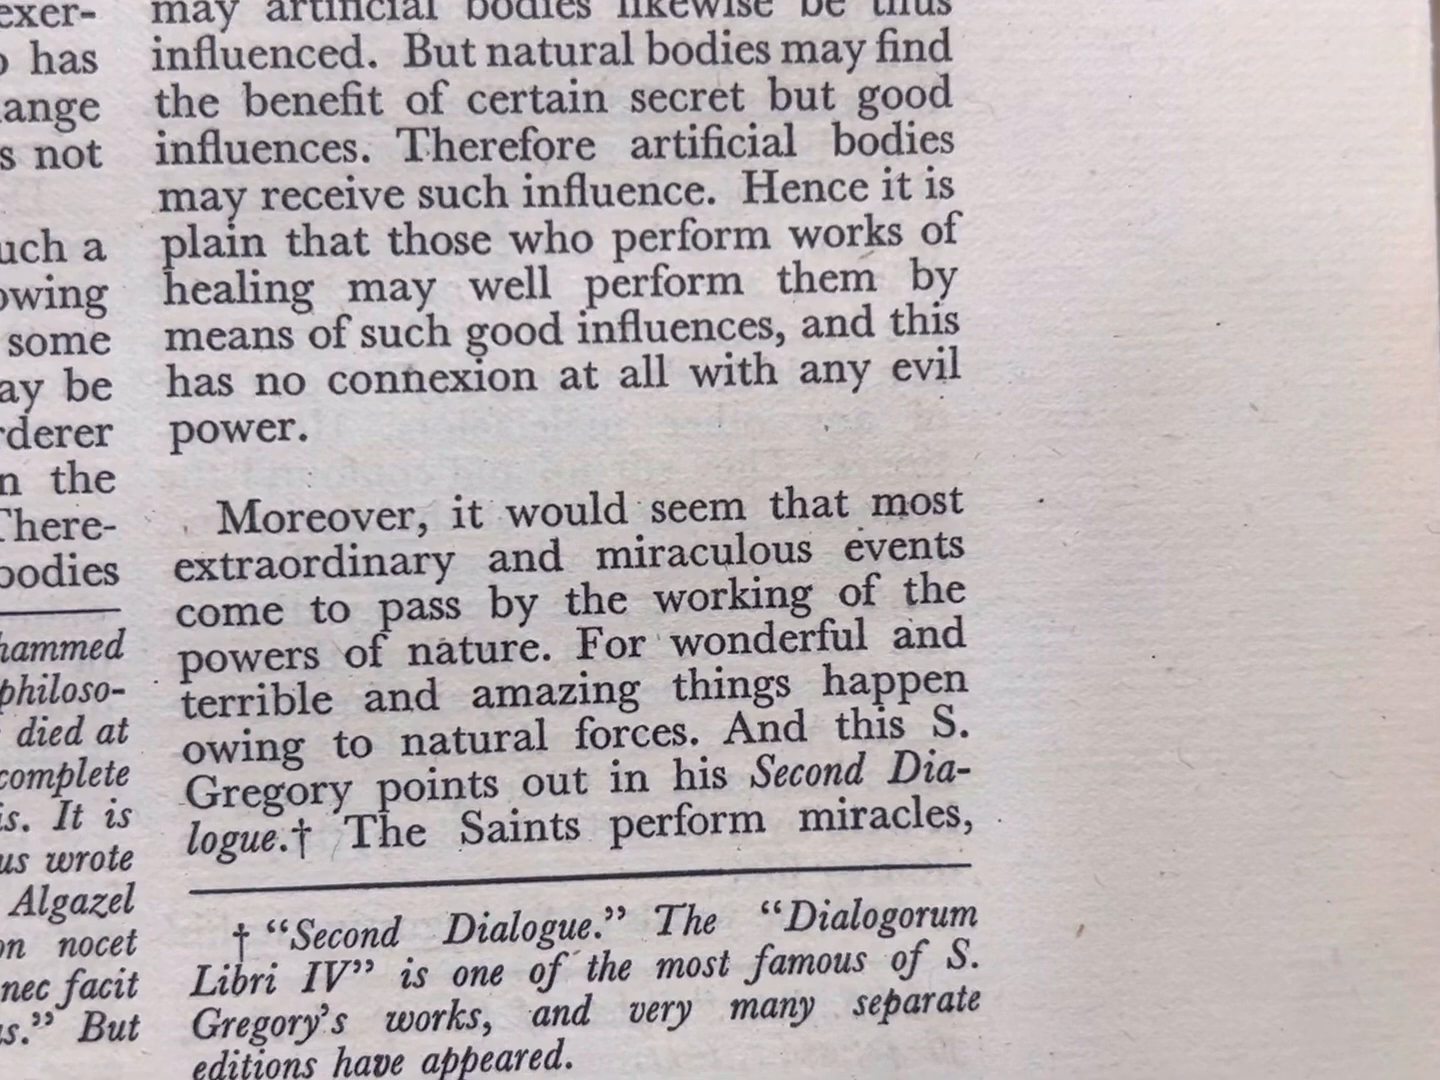 exer-
has
ange
s not
uch a
owing
some
ay be
rderer
n the
There-
bodies
hammed
philoso-
died at
complete
is. It is
us wrote
Algazel
on nocet
nec facit
s.” But
may artificial bodies likewise be thus
influenced. But natural bodies may find
the benefit of certain secret but good
influences. Therefore artificial bodies
may receive such influence. Hence it is
plain that those who perform works of
healing may well perform them by
means of such good influences, and this
has no connexion at all with any evil
power.
Moreover, it would seem that most
extraordinary and miraculous events
come to pass by the working of the
powers of nature. For wonderful and
terrible and amazing things happen
owing to natural forces. And this S.
Gregory points out in his Second Dia-
logue.† The Saints perform miracles,
† “Second Dialogue.” The “Dialogorum
Libri IV” is one of the most famous of S.
Gregory's works, and very many separate
editions have appeared.